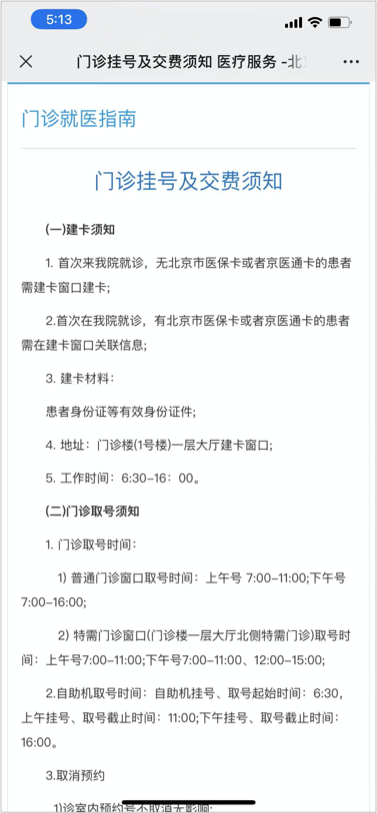 5:13
门诊挂号及交费须知 医疗服务 -北
门诊就医指南
门诊挂号及交费须知
(一)建卡须知
1. 首次来我院就诊，无北京市医保卡或者京医通卡的患者
需建卡窗口建卡;
2.首次在我院就诊，有北京市医保卡或者京医通卡的患者
需在建卡窗口关联信息;
3. 建卡材料：
患者身份证等有效身份证件;
4. 地址：门诊楼(1号楼)一层大厅建卡窗口;
5. 工作时间：6:30-16：00。
(二)门诊取号须知
1. 门诊取号时间：
1) 普通门诊窗口取号时间：上午号 7:00-11:00;下午号
7:00-16:00;
2) 特需门诊窗口(门诊楼一层大厅北侧特需门诊)取号时
间：上午号7:00-11:00;下午号7:00-11:00、12:00-15:00;
2.自助机取号时间：自助机挂号、取号起始时间：6:30，
上午挂号、取号截止时间：11:00;下午挂号、取号截止时间：
16:00。
3.取消预约
1)诊室内预约号不取消无影响;